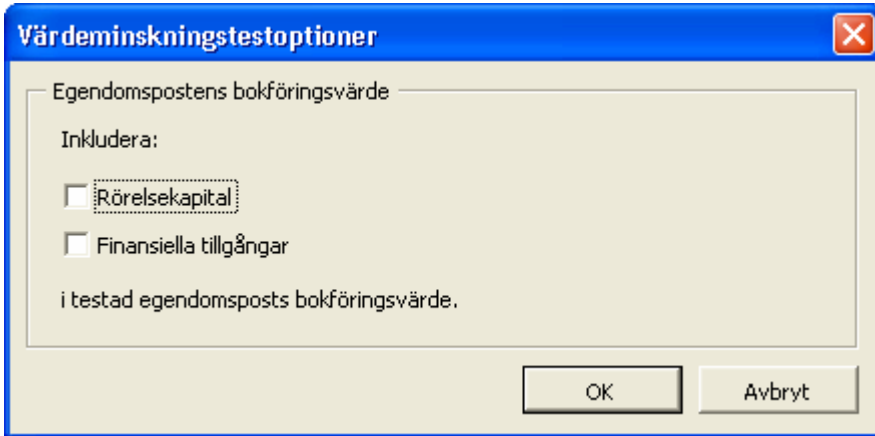 Värdeminskningstestoptioner
Egendomspostens bokföringsvärde
Inkludera:
Rörelsekapital
Finansiella tillgångar
i testad egendomsposts bokföringsvärde.
OK Avbryt